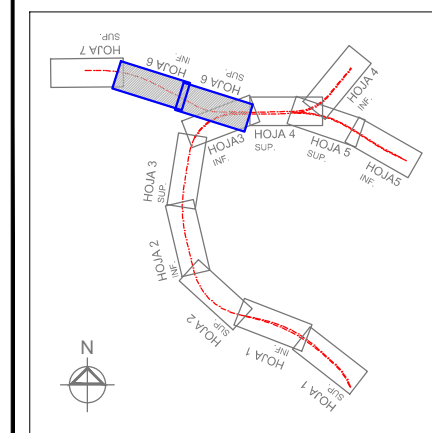 HOJA 7
SUP.
HOJA 6
INF.
HOJA 6
SUP.
HOJA 4
INF.
HOJA3
INF.
HOJA 4
SUP.
HOJA 5
SUP.
HOJA5
INF.
HOJA 3
SUP.
HOJA 2
INF.
HOJA 2
SUP
HOJA 1
INF.
HOJA 1
SUP.
N